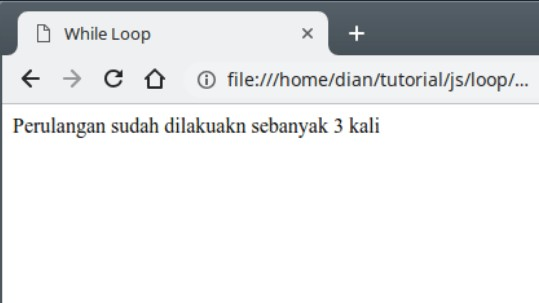 While Loop
file:///home/dian/tutorial/js/loop/...
Perulangan sudah dilakuakn sebanyak 3 kali